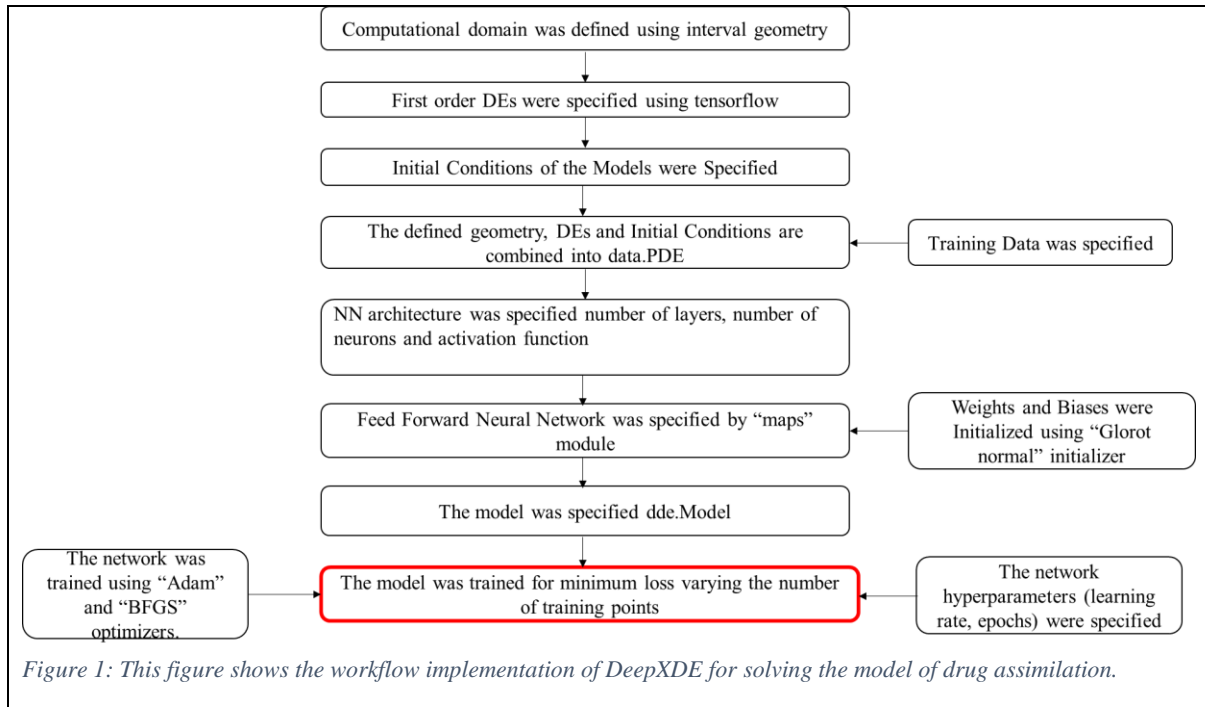 Computational domain was defined using interval geometry
First order DEs were specified using tensorflow
Initial Conditions of the Models were Specified
The defined geometry, DEs and Initial Conditions are
combined into data.PDE
Training Data was specified
NN architecture was specified number of layers, number of
neurons and activation function
Feed Forward Neural Network was specified by “maps”
module
Weights and Biases were
Initialized using “Glorot
normal” initializer
The model was specified dde.Model
The network was
trained using “Adam”
and “BFGS”
optimizers.
The model was trained for minimum loss varying the number
of training points
The network
hyperparameters (learning
rate, epochs) were specified
Figure 1: This figure shows the workflow implementation of DeepXDE for solving the model of drug assimilation.